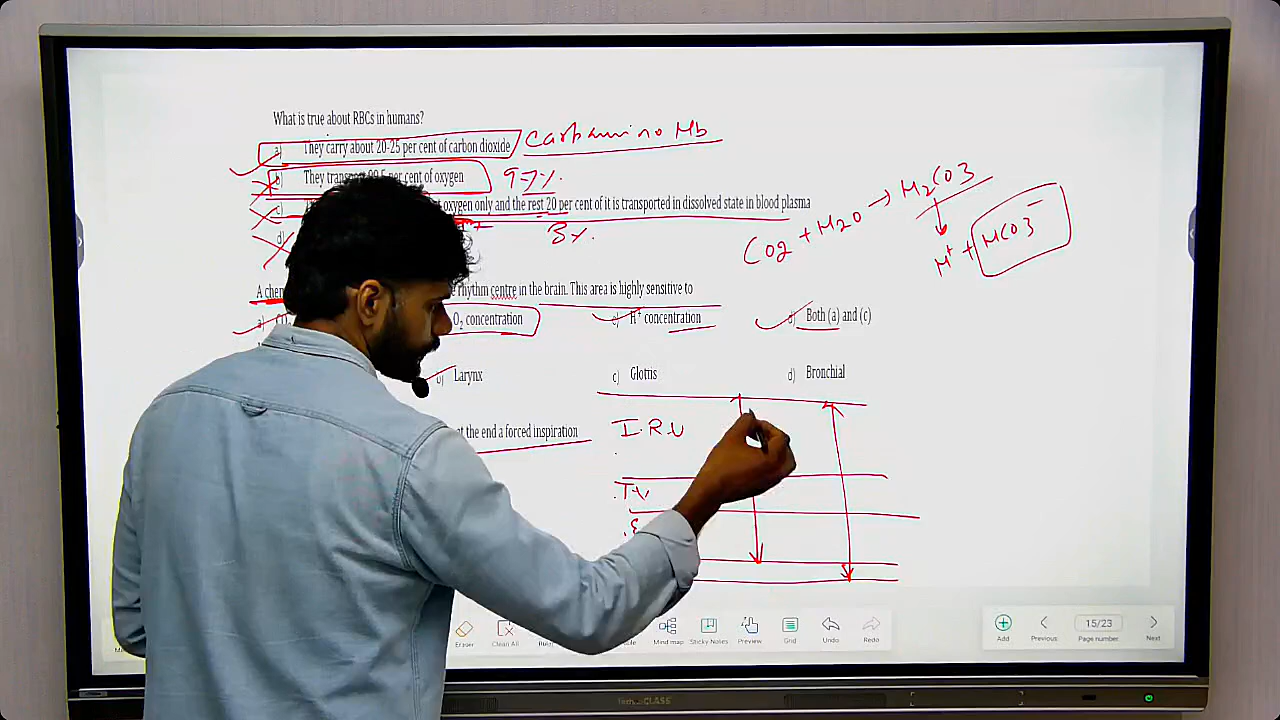 What is true about RBCs in humans?
a) They carry about 20-25 per cent of carbon dioxide Carbamino Hb
b) They transport 99.5 per cent of oxygen 97%.
c) oxygen only and the rest 20 per cent of it is transported in dissolved state in blood plasma
d) 3%.
CO2 + H2O → H2CO3
H+ + HCO3-
A rhythm centre in the brain. This area is highly sensitive to
a) O2 concentration c) H+ concentration d) Both (a) and (c)
b) Larynx c) Glottis d) Bronchial
at the end a forced inspiration I.R.V
.T.V
Eraser Clear All Mind map Sticky Notes Preview Grid Undo Redo Add Previous 15/23 Next
Page number
CLASS